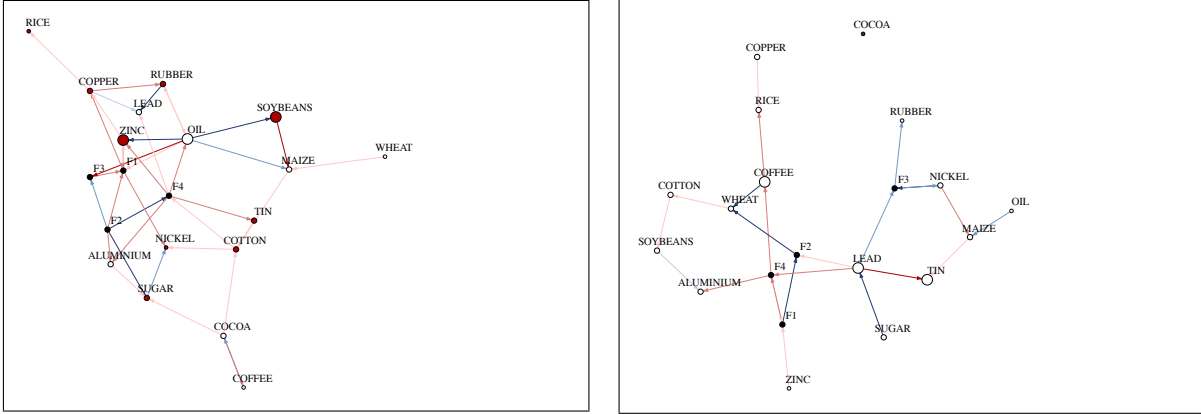 RICE
COPPER
RUBBER
LEAD
SOYBEANS
ZINC
OIL
F3
F1
MAIZE
WHEAT
F4
F2
TIN
NICKEL
COTTON
ALUMINIUM
SUGAR
COCOA
COFFEE
COCOA
COPPER
RICE
RUBBER
COFFEE
F3
NICKEL
COTTON
WHEAT
OIL
MAIZE
SOYBEANS
F2
LEAD
F4
TIN
ALUMINIUM
F1
SUGAR
ZINC